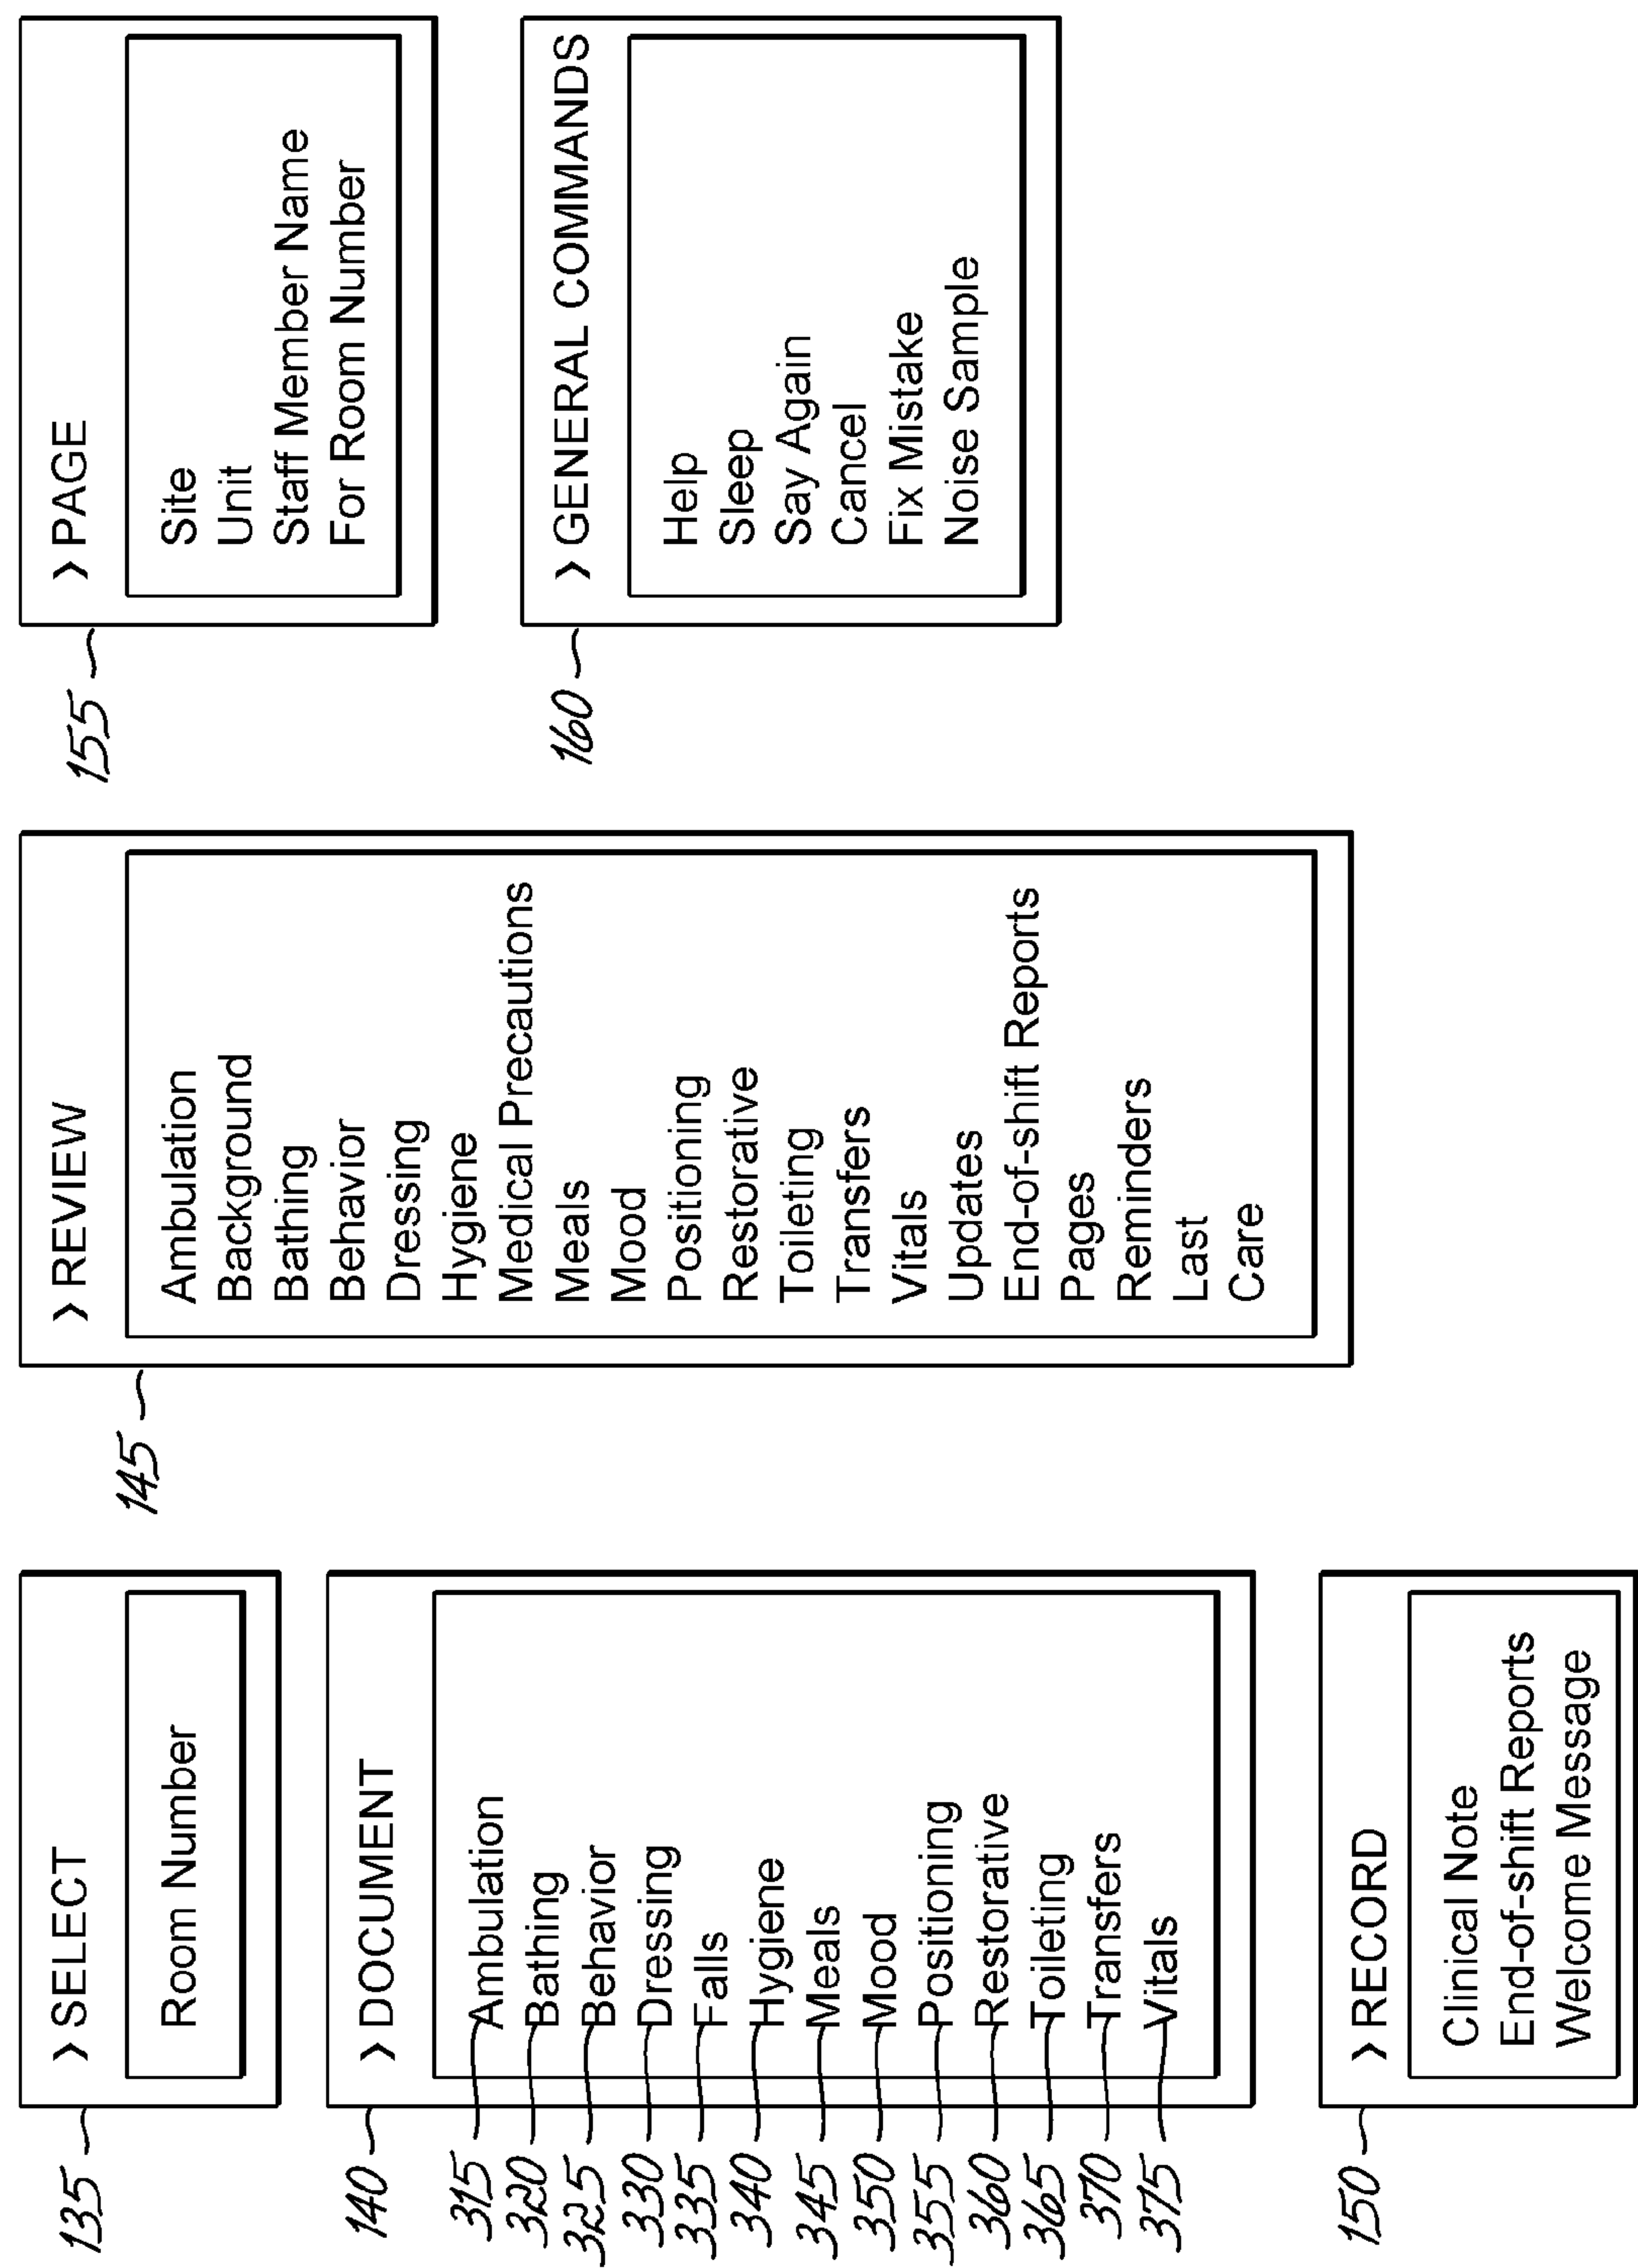 135
❯ SELECT
Room Number
140
❯ DOCUMENT
315 Ambulation
320 Bathing
325 Behavior
330 Dressing
335 Falls
340 Hygiene
345 Meals
350 Mood
355 Positioning
360 Restorative
365 Toileting
370 Transfers
375 Vitals
150
❯ RECORD
Clinical Note
End-of-shift Reports
Welcome Message
145
❯ REVIEW
Ambulation
Background
Bathing
Behavior
Dressing
Hygiene
Medical Precautions
Meals
Mood
Positioning
Restorative
Toileting
Transfers
Vitals
Updates
End-of-shift Reports
Pages
Reminders
Last
Care
155
❯ PAGE
Site
Unit
Staff Member Name
For Room Number
160
❯ GENERAL COMMANDS
Help
Sleep
Say Again
Cancel
Fix Mistake
Noise Sample